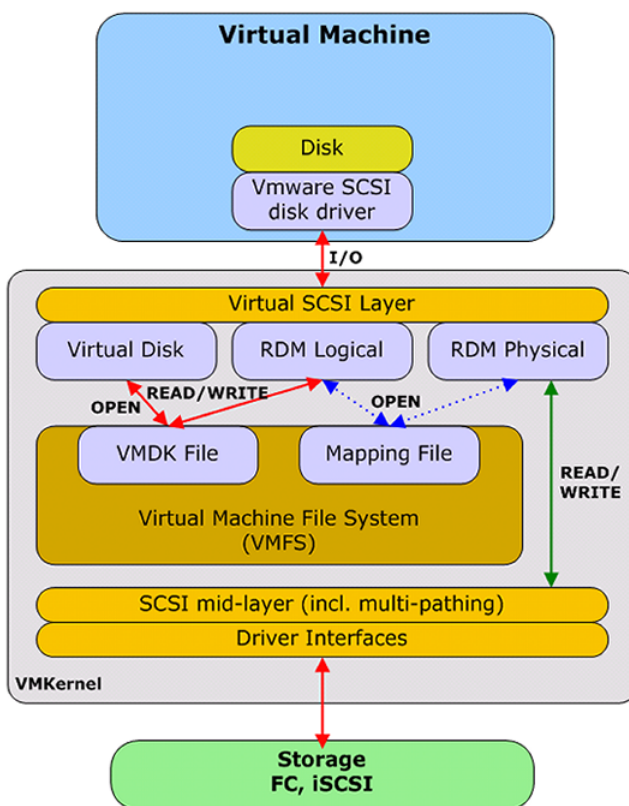 Virtual Machine
Disk
Vmware SCSI
disk driver
I/O
Virtual SCSI Layer
Virtual Disk
RDM Logical
RDM Physical
READ/WRITE
OPEN
OPEN
VMDK File
Mapping File
READ/
WRITE
Virtual Machine File System
(VMFS)
SCSI mid-layer (incl. multi-pathing)
Driver Interfaces
VMKernel
Storage
FC, iSCSI